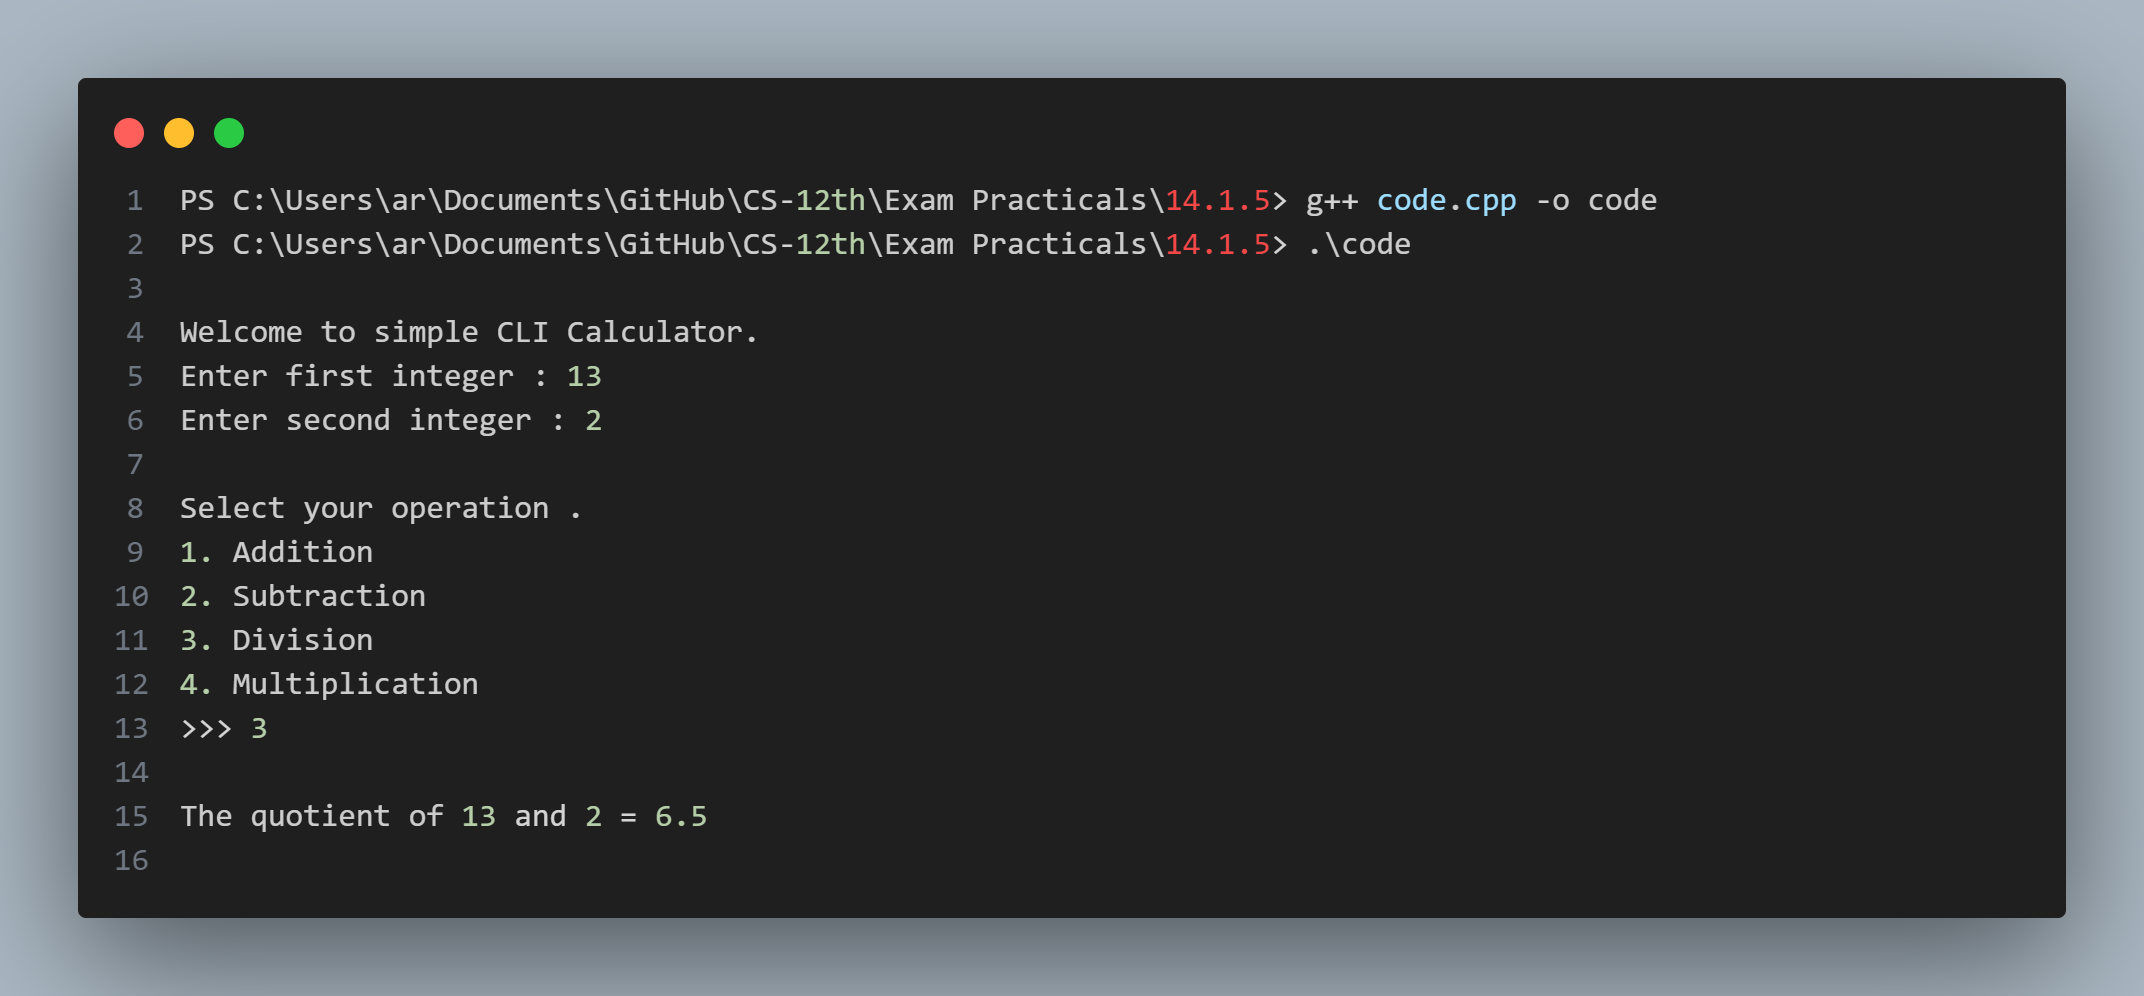 1 PS C:\Users\ar\Documents\GitHub\CS-12th\Exam Practicals\14.1.5> g++ code.cpp -o code
2 PS C:\Users\ar\Documents\GitHub\CS-12th\Exam Practicals\14.1.5> .\code
3
4 Welcome to simple CLI Calculator.
5 Enter first integer : 13
6 Enter second integer : 2
7
8 Select your operation .
9 1. Addition
10 2. Subtraction
11 3. Division
12 4. Multiplication
13 >>> 3
14
15 The quotient of 13 and 2 = 6.5
16